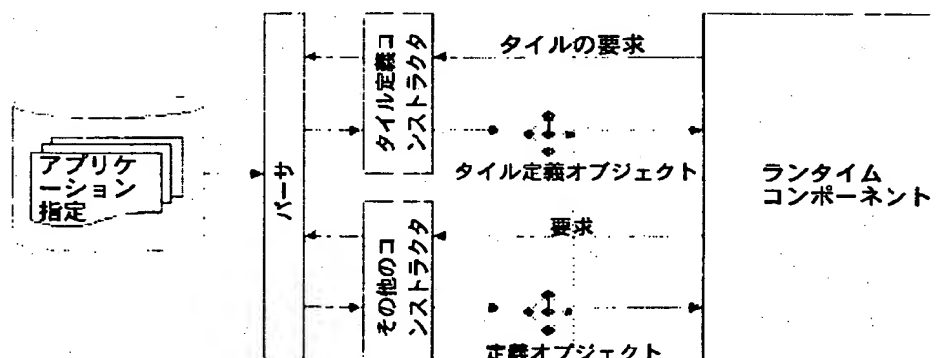 アプリケ
ーション
指定
パーサ
タイル定義コ
ンストラクタ
その他のコ
ンストラクタ
タイルの要求
タイル定義オブジェクト
要求
定義オブジェクト
ランタイム
コンポーネント